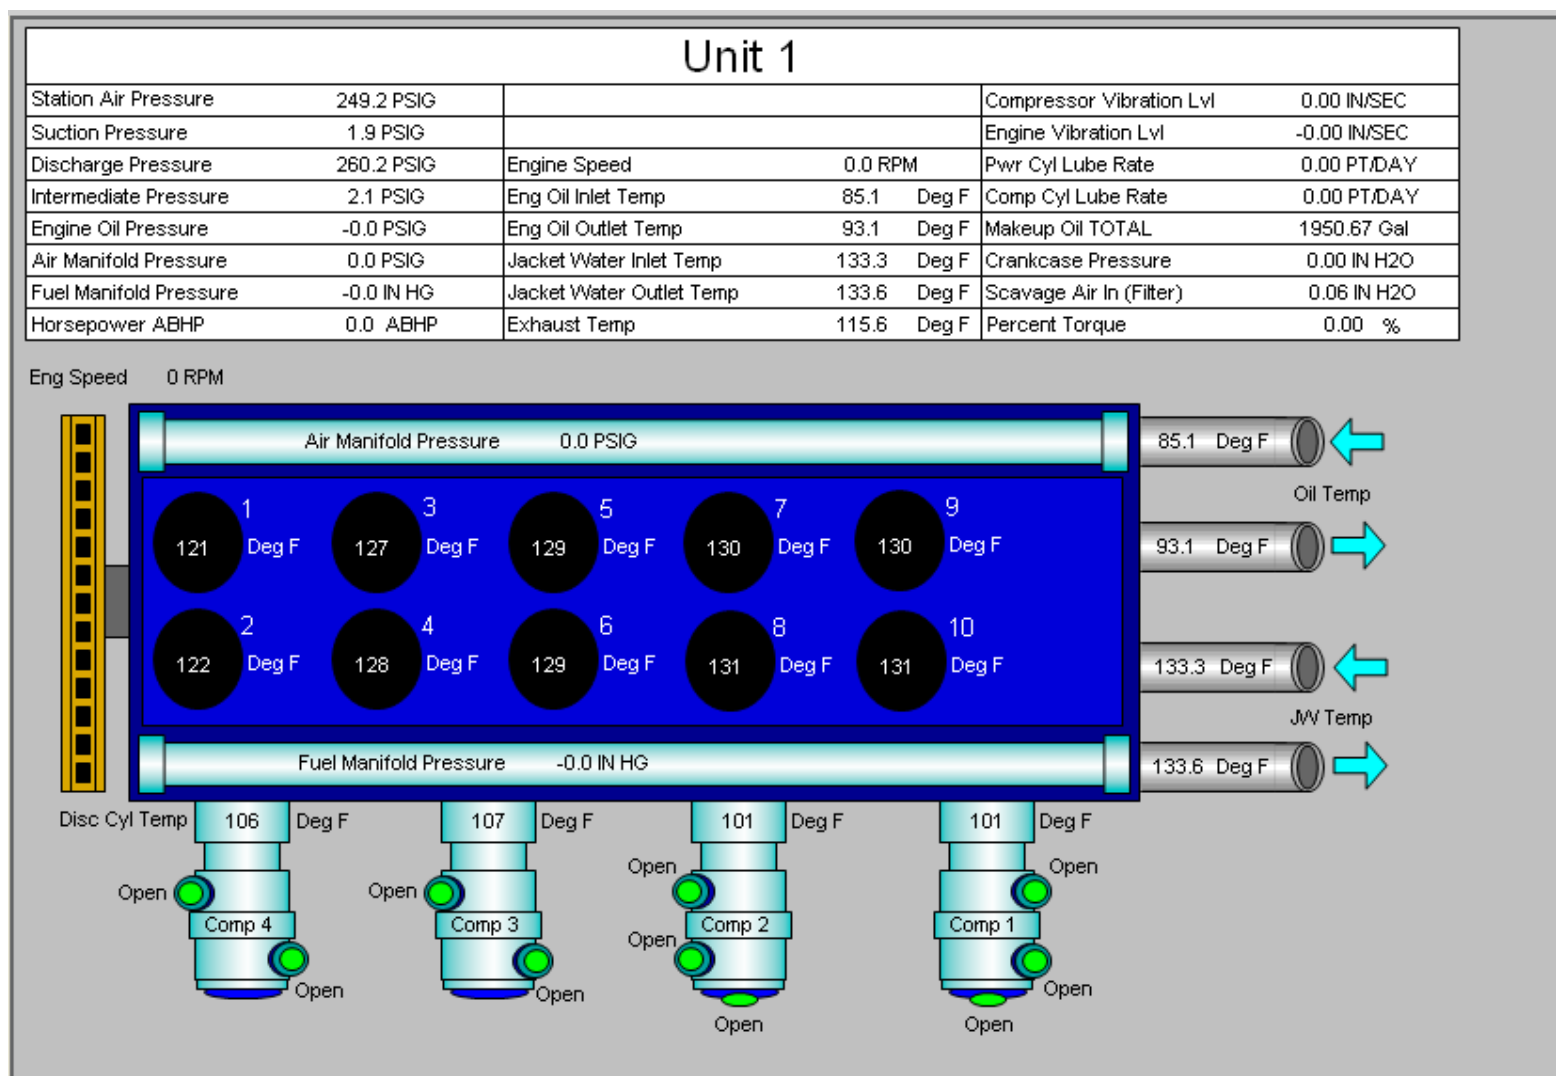 Unit 1
Station Air Pressure 249.2 PSIG Compressor Vibration Lvl 0.00 IN/SEC
Suction Pressure 1.9 PSIG Engine Vibration Lvl -0.00 IN/SEC
Discharge Pressure 260.2 PSIG Engine Speed 0.0 RPM Pwr Cyl Lube Rate 0.00 PT/DAY
Intermediate Pressure 2.1 PSIG Eng Oil Inlet Temp 85.1 Deg F Comp Cyl Lube Rate 0.00 PT/DAY
Engine Oil Pressure -0.0 PSIG Eng Oil Outlet Temp 93.1 Deg F Makeup Oil TOTAL 1950.67 Gal
Air Manifold Pressure 0.0 PSIG Jacket Water Inlet Temp 133.3 Deg F Crankcase Pressure 0.00 IN H2O
Fuel Manifold Pressure -0.0 IN HG Jacket Water Outlet Temp 133.6 Deg F Scavage Air In (Filter) 0.06 IN H2O
Horsepower ABHP 0.0 ABHP Exhaust Temp 115.6 Deg F Percent Torque 0.00 %
Eng Speed 0 RPM
Air Manifold Pressure 0.0 PSIG 85.1 Deg F
Oil Temp
1 3 5 7 9
121 Deg F 127 Deg F 129 Deg F 130 Deg F 130 Deg F 93.1 Deg F
2 4 6 8 10
122 Deg F 128 Deg F 129 Deg F 131 Deg F 131 Deg F 133.3 Deg F
JW Temp
Fuel Manifold Pressure -0.0 IN HG 133.6 Deg F
Disc Cyl Temp 106 Deg F 107 Deg F 101 Deg F 101 Deg F
Open Open
Open Open
Comp 4 Comp 3 Comp 2 Comp 1
Open
Open Open Open
Open Open